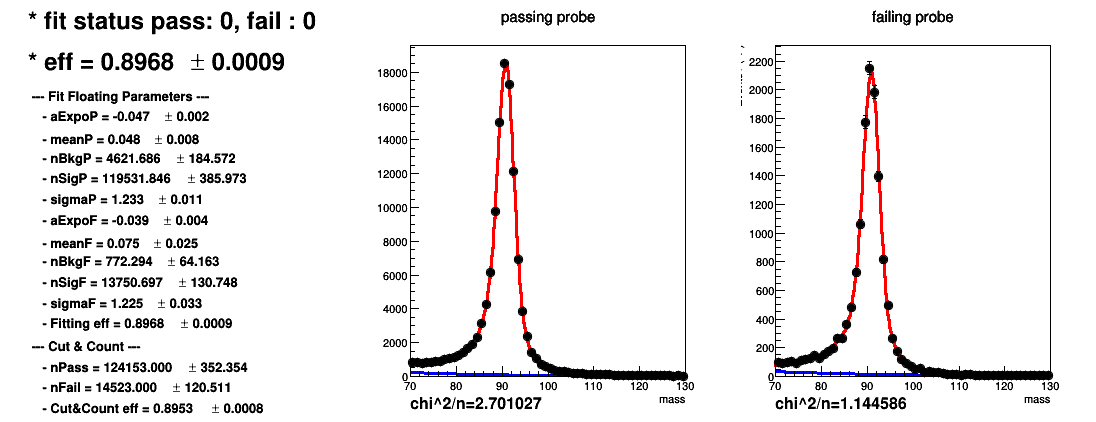 * fit status pass: 0, fail : 0
* eff = 0.8968 ± 0.0009
--- Fit Floating Parameters ---
- aExpoP = -0.047 ± 0.002
- meanP = 0.048 ± 0.008
- nBkgP = 4621.686 ± 184.572
- nSigP = 119531.846 ± 385.973
- sigmaP = 1.233 ± 0.011
- aExpoF = -0.039 ± 0.004
- meanF = 0.075 ± 0.025
- nBkgF = 772.294 ± 64.163
- nSigF = 13750.697 ± 130.748
- sigmaF = 1.225 ± 0.033
- Fitting eff = 0.8968 ± 0.0009
--- Cut & Count ---
- nPass = 124153.000 ± 352.354
- nFail = 14523.000 ± 120.511
- Cut&Count eff = 0.8953 ± 0.0008
passing probe
18000
16000
14000
12000
10000
8000
6000
4000
2000
0
70 80 90 100 110 120 130
mass
chi^2/n=2.701027
failing probe
2200
2000
1800
1600
1400
1200
1000
800
600
400
200
0
70 80 90 100 110 120 130
mass
chi^2/n=1.144586